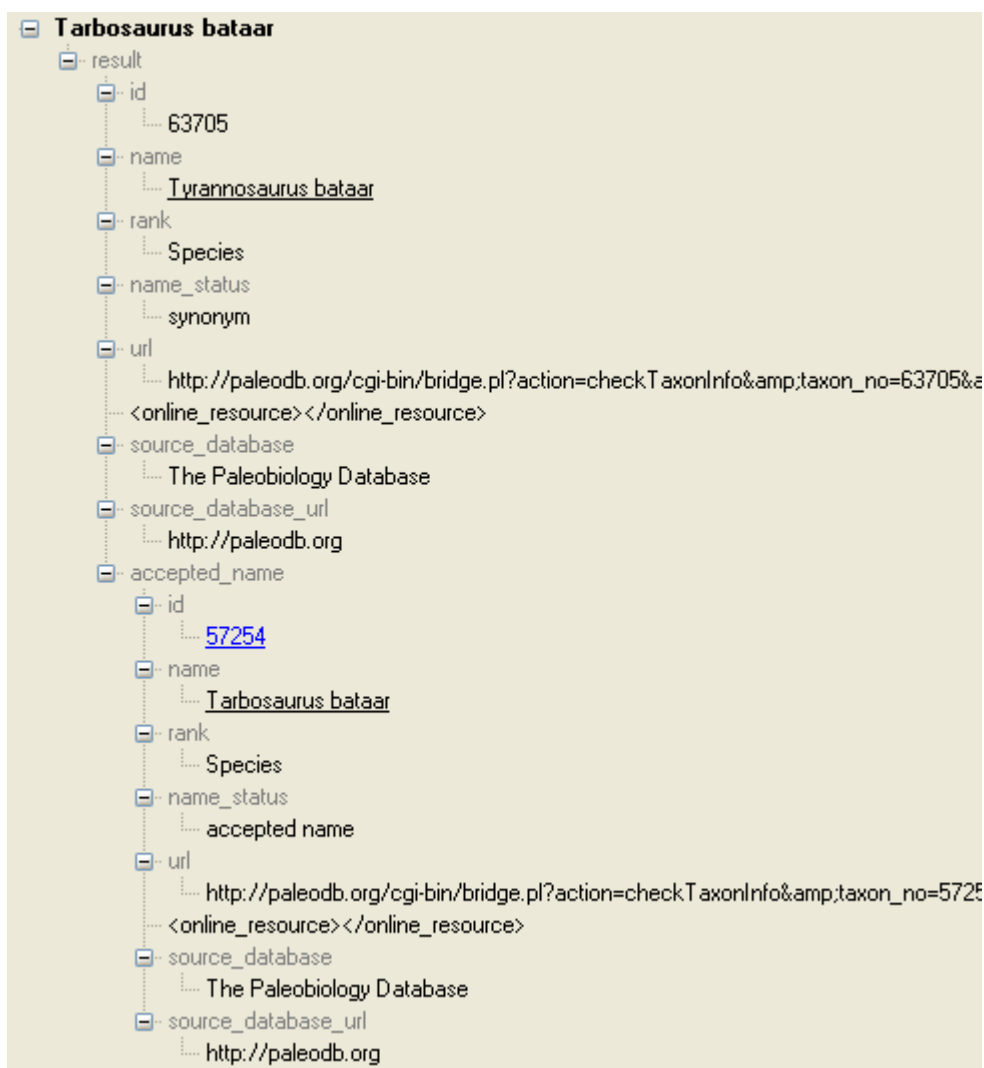 Tarbosaurus bataar
result
id
63705
name
Tyrannosaurus bataar
rank
Species
name_status
synonym
url
http://paleodb.org/cgi-bin/bridge.pl?action=checkTaxonInfo&amp;taxon_no=63705&a
<online_resource></online_resource>
source_database
The Paleobiology Database
source_database_url
http://paleodb.org
accepted_name
id
57254
name
Tarbosaurus bataar
rank
Species
name_status
accepted name
url
http://paleodb.org/cgi-bin/bridge.pl?action=checkTaxonInfo&amp;taxon_no=5725
<online_resource></online_resource>
source_database
The Paleobiology Database
source_database_url
http://paleodb.org